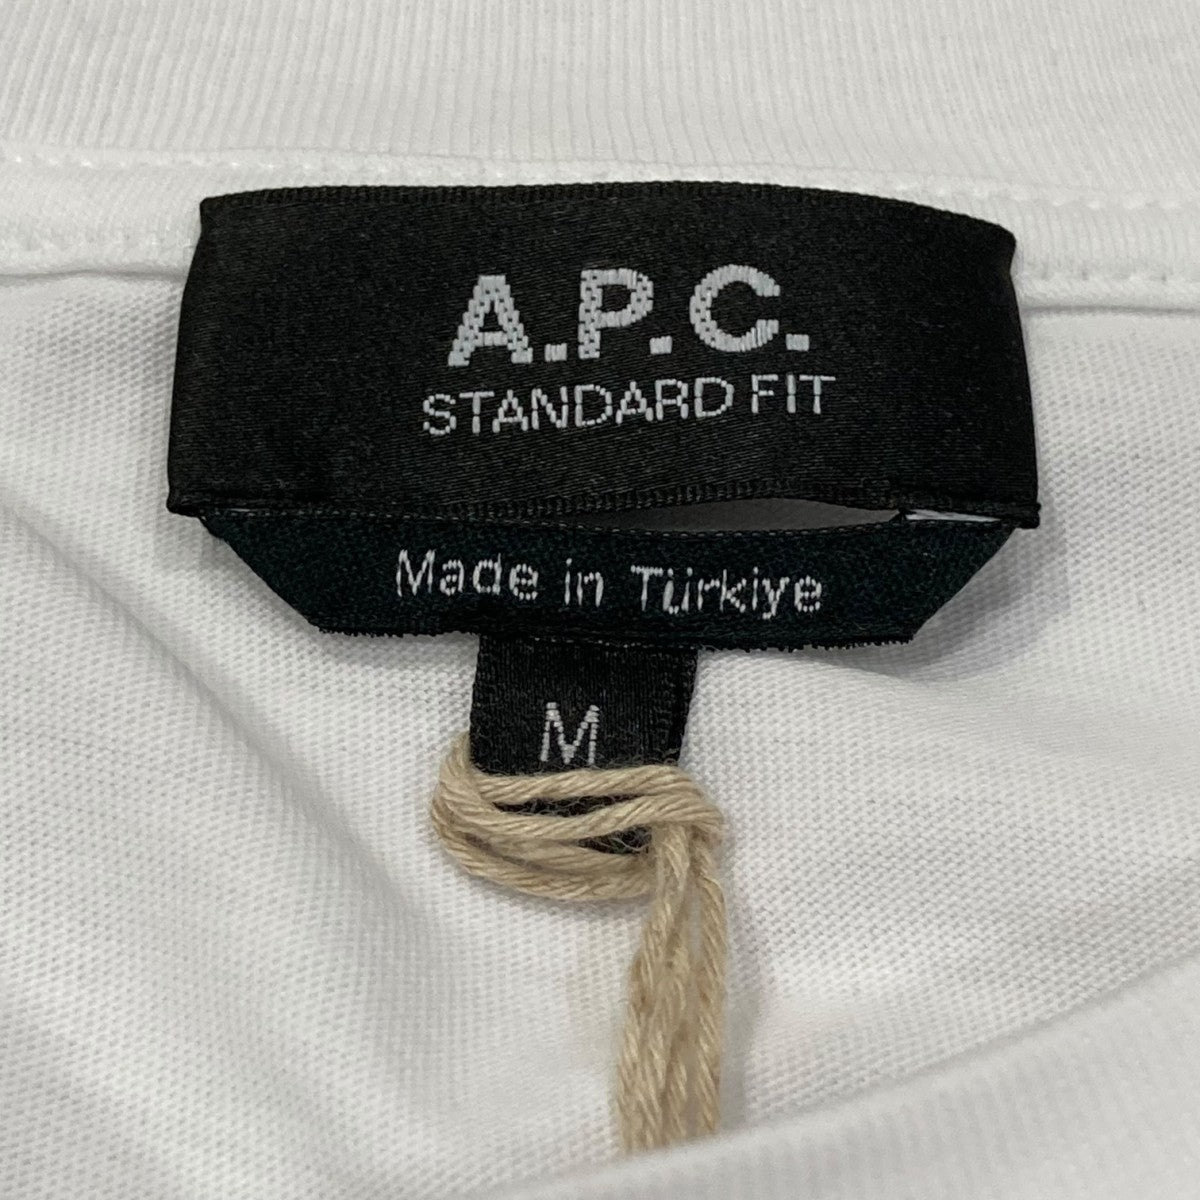 A.P.C.
STANDARD FIT
Made in Türkiye
M